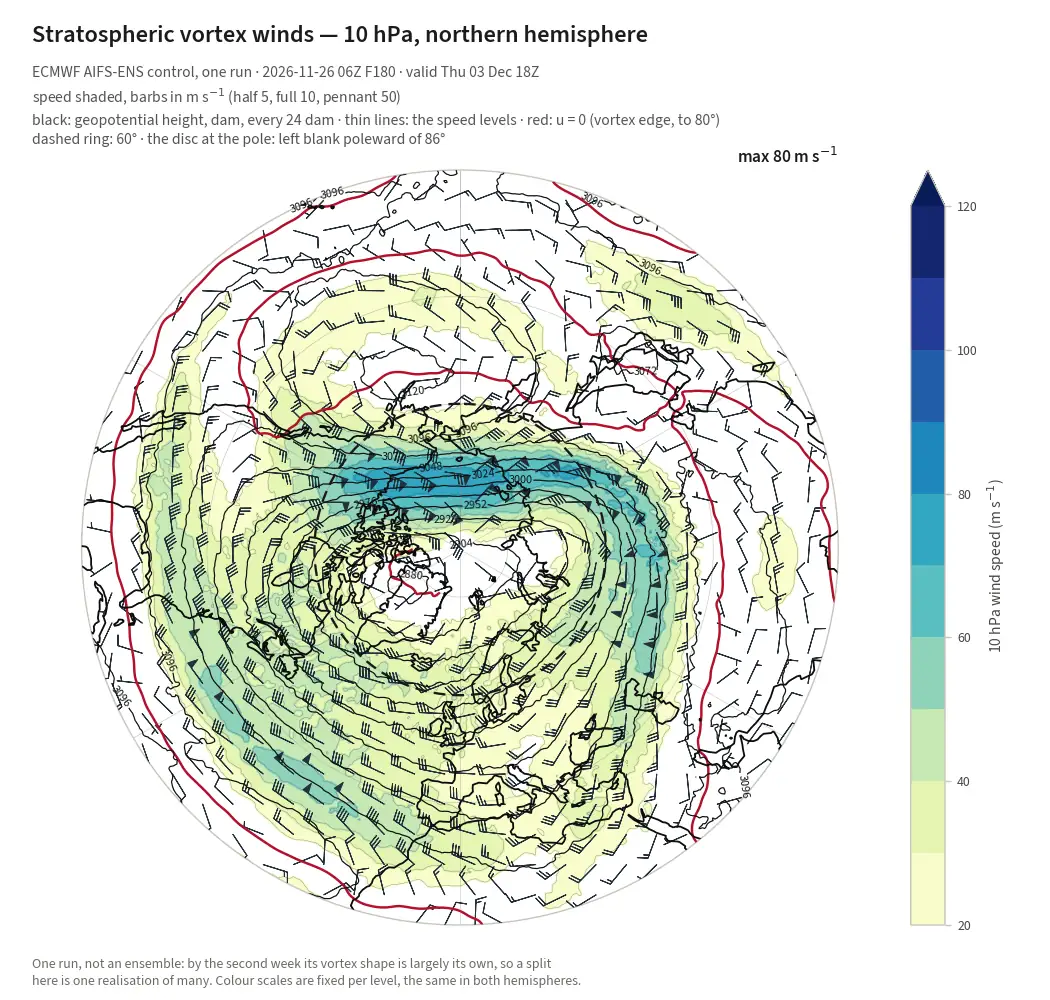 Stratospheric vortex winds — 10 hPa, northern hemisphere
ECMWF AIFS-ENS control, one run · 2026-11-26 06Z F180 · valid Thu 03 Dec 18Z
speed shaded, barbs in m s⁻¹ (half 5, full 10, pennant 50)
black: geopotential height, dam, every 24 dam · thin lines: the speed levels · red: u = 0 (vortex edge, to 80°)
dashed ring: 60° · the disc at the pole: left blank poleward of 86°
max 80 m s⁻¹
3096
3096
3096
3096
3072
3096
3096
3048
3024
3000
2952
3096
3096
3096
120
100
80
60
40
20
10 hPa wind speed (m s⁻¹)
One run, not an ensemble: by the second week its vortex shape is largely its own, so a split
here is one realisation of many. Colour scales are fixed per level, the same in both hemispheres.